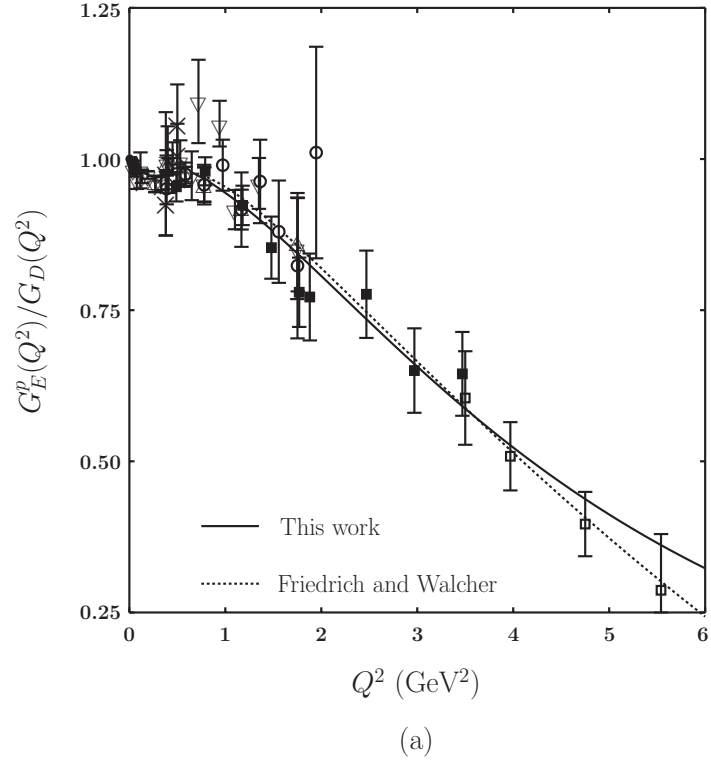 1.25
1.00
0.75
0.50
0.25
G_E^p(Q^2)/G_D(Q^2)
This work
Friedrich and Walcher
0 1 2 3 4 5 6
Q^2 (GeV^2)
(a)